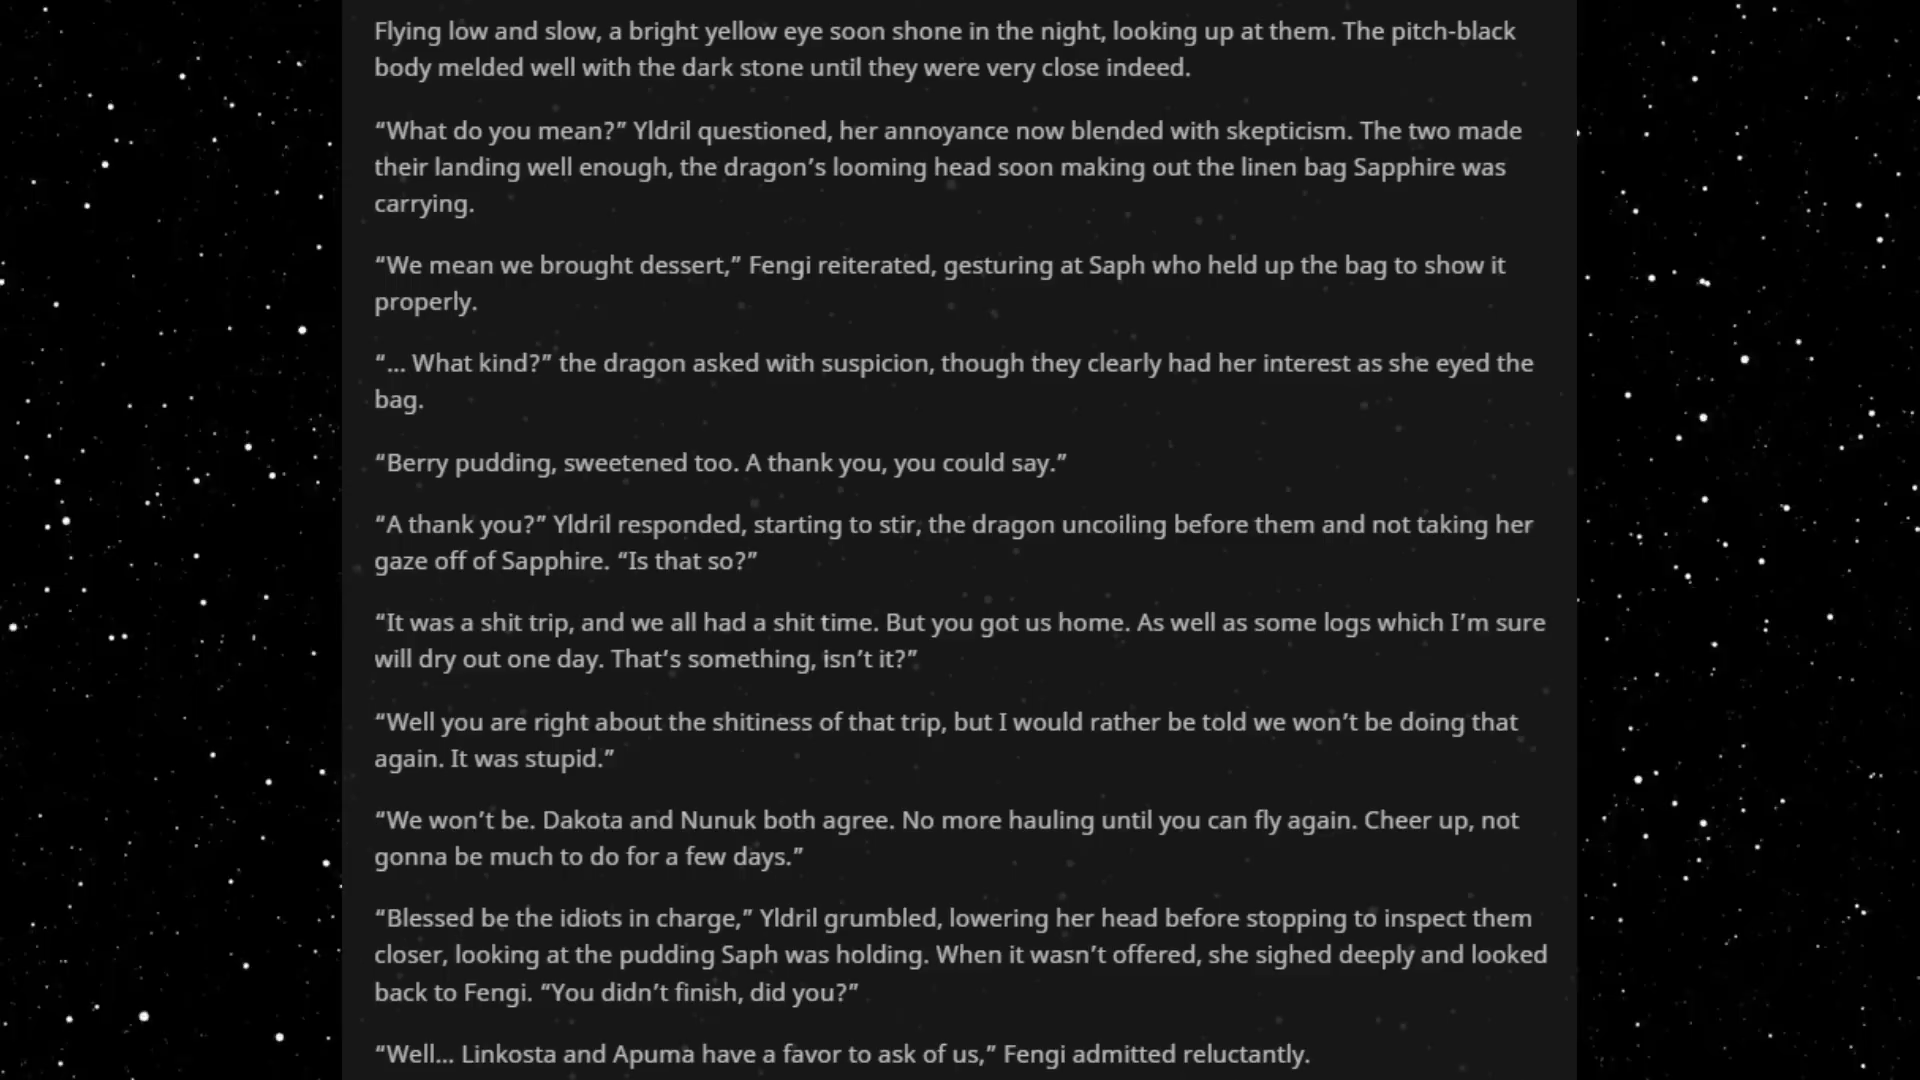 Flying low and slow, a bright yellow eye soon shone in the night, looking up at them. The pitch-black
body melded well with the dark stone until they were very close indeed.
“What do you mean?” Yldril questioned, her annoyance now blended with skepticism. The two made
their landing well enough, the dragon’s looming head soon making out the linen bag Sapphire was
carrying.
“We mean we brought dessert,” Fengi reiterated, gesturing at Saph who held up the bag to show it
properly.
“... What kind?” the dragon asked with suspicion, though they clearly had her interest as she eyed the
bag.
“Berry pudding, sweetened too. A thank you, you could say.”
“A thank you?” Yldril responded, starting to stir, the dragon uncoiling before them and not taking her
gaze off of Sapphire. “Is that so?”
“It was a shit trip, and we all had a shit time. But you got us home. As well as some logs which I’m sure
will dry out one day. That’s something, isn’t it?”
“Well you are right about the shitiness of that trip, but I would rather be told we won’t be doing that
again. It was stupid.”
“We won’t be. Dakota and Nunuk both agree. No more hauling until you can fly again. Cheer up, not
gonna be much to do for a few days.”
“Blessed be the idiots in charge,” Yldril grumbled, lowering her head before stopping to inspect them
closer, looking at the pudding Saph was holding. When it wasn’t offered, she sighed deeply and looked
back to Fengi. “You didn’t finish, did you?”
“Well... Linkosta and Apuma have a favor to ask of us,” Fengi admitted reluctantly.